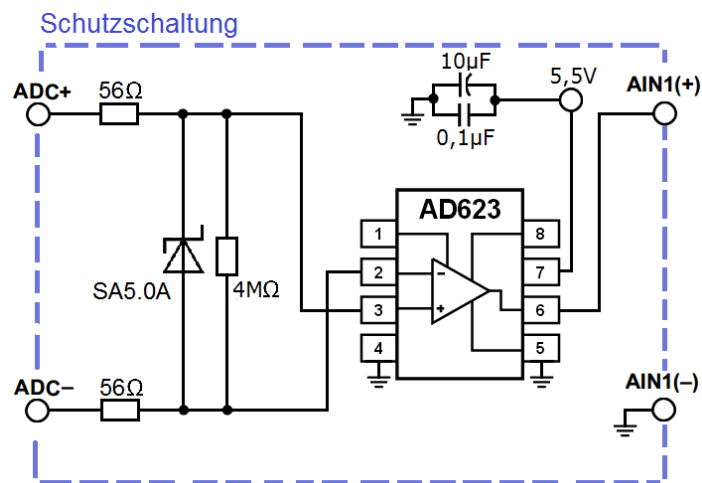 Schutzschaltung
10µF
5,5V
ADC+
56Ω
AIN1(+)
0,1µF
AD623
1
8
2
7
SA5.0A
4MΩ
3
6
4
5
ADC–
56Ω
AIN1(–)